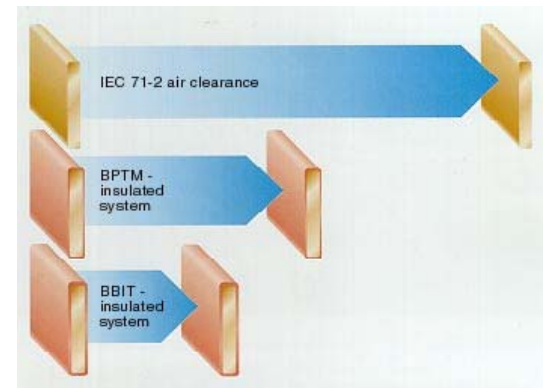 IEC 71-2 air clearance
BPTM -
insulated
system
BBIT -
insulated
system